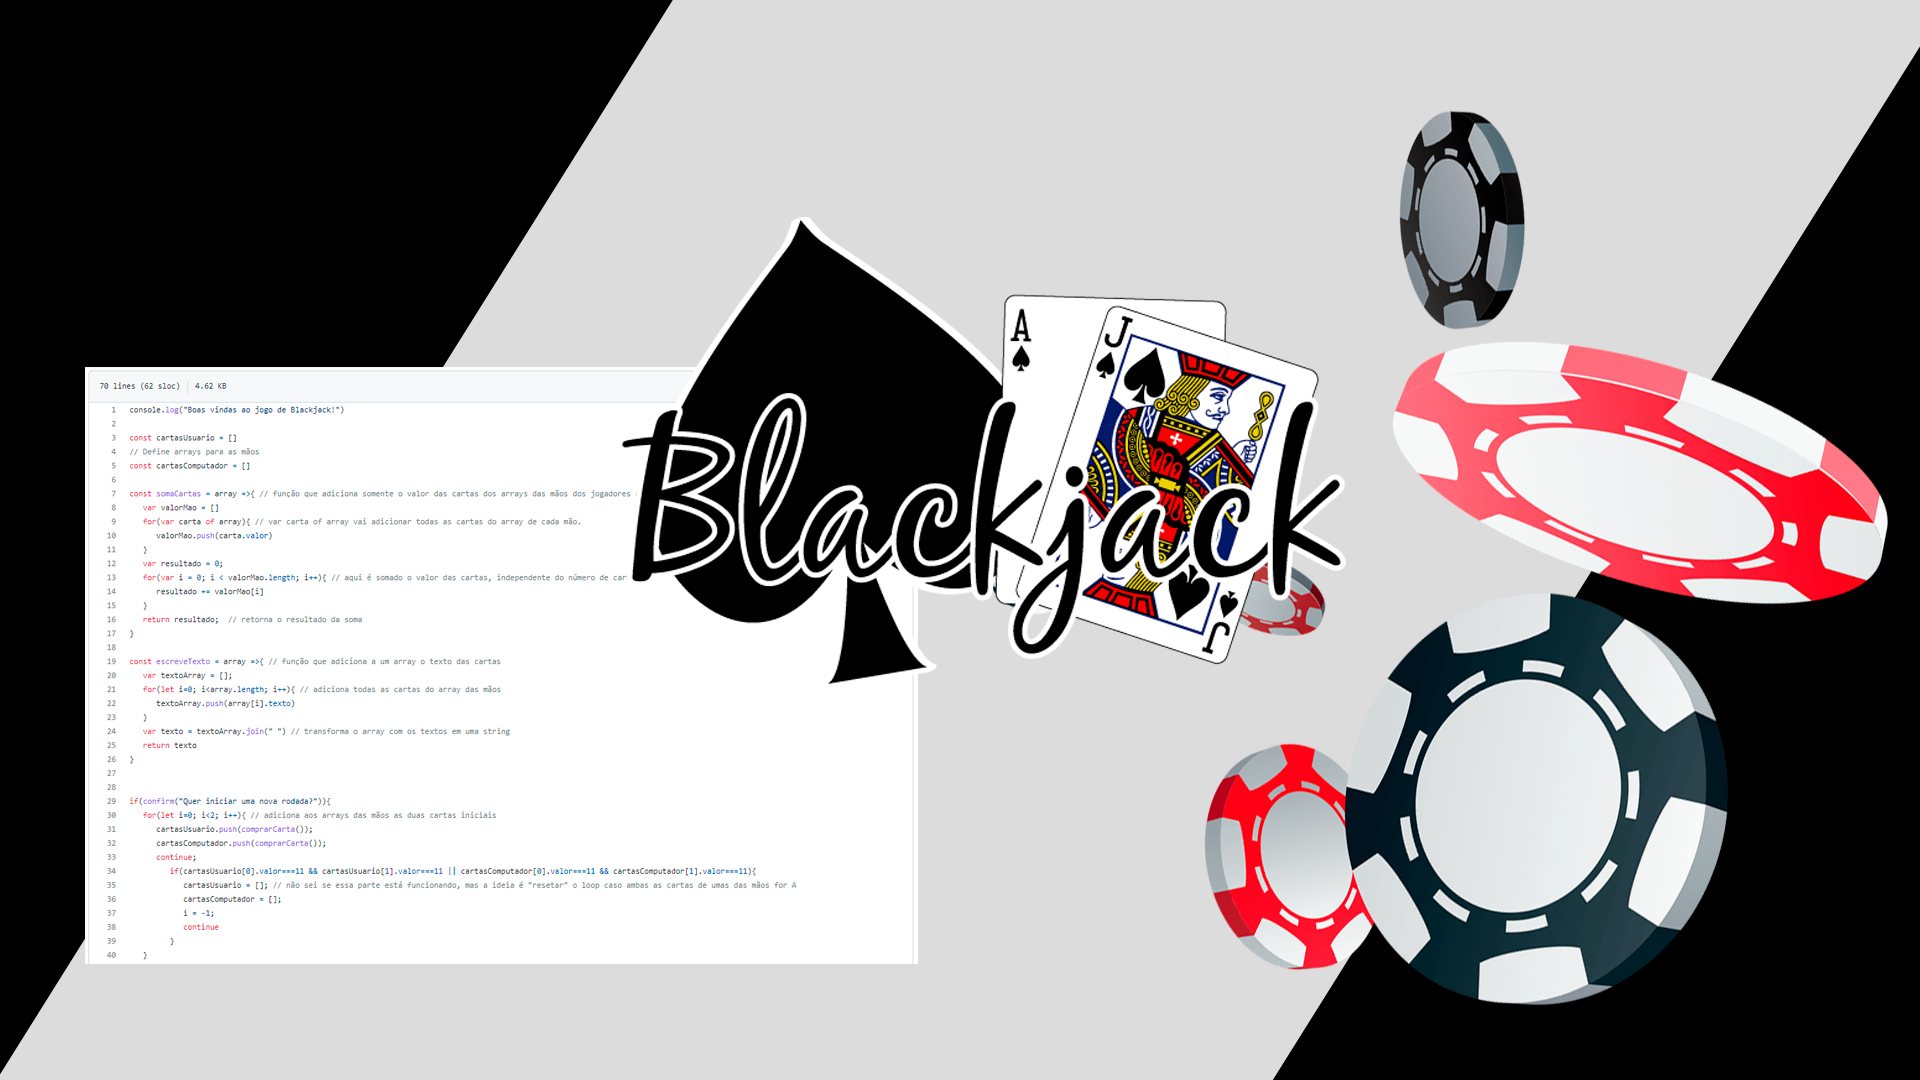 70 lines (62 sloc) 4.62 KB
1 console.log("Boas vindas ao jogo de Blackjack!")
2
3 const cartasUsuario = []
4 // Define arrays para as mãos
5 const cartasComputador = []
6
7 const somaCartas = array =>{ // função que adiciona somente o valor das cartas dos arrays das mãos dos jogadores
8 var valorMao = []
9 for(var carta of array){ // var carta of array vai adicionar todas as cartas do array de cada mão.
10 valorMao.push(carta.valor)
11 }
12 var resultado = 0;
13 for(var i = 0; i < valorMao.length; i++){ // aqui é somado o valor das cartas, independente do número de car
14 resultado += valorMao[i]
15 }
16 return resultado; // retorna o resultado da soma
17 }
18
19 const escreveTexto = array =>{ // função que adiciona a um array o texto das cartas
20 var textoArray = [];
21 for(let i=0; i<array.length; i++){ // adiciona todas as cartas do array das mãos
22 textoArray.push(array[i].texto)
23 }
24 var texto = textoArray.join(" ") // transforma o array com os textos em uma string
25 return texto
26 }
27
28
29 if(confirm("Quer iniciar uma nova rodada?")){
30 for(let i=0; i<2; i++){ // adiciona aos arrays das mãos as duas cartas iniciais
31 cartasUsuario.push(comprarCarta());
32 cartasComputador.push(comprarCarta());
33 continue;
34 if(cartasUsuario[0].valor===11 && cartasUsuario[1].valor===11 || cartasComputador[0].valor===11 && cartasComputador[1].valor===11){
35 cartasUsuario = []; // não sei se essa parte está funcionando, mas a ideia é "resetar" o loop caso ambas as cartas de umas das mãos for A
36 cartasComputador = [];
37 i = -1;
38 continue
39 }
40 }
Blackjack
A
J
J